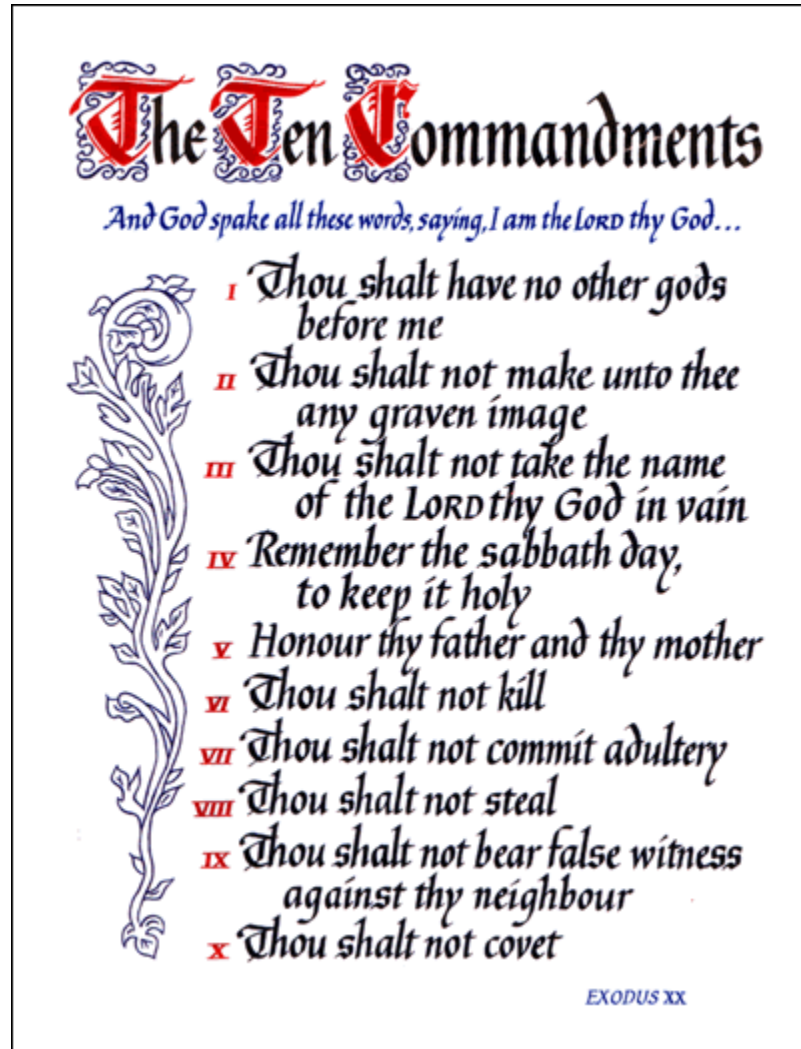 The Ten Commandments
And God spake all these words, saying, I am the LORD thy God...
I Thou shalt have no other gods
before me
II Thou shalt not make unto thee
any graven image
III Thou shalt not take the name
of the LORD thy God in vain
IV Remember the sabbath day,
to keep it holy
V Honour thy father and thy mother
VI Thou shalt not kill
VII Thou shalt not commit adultery
VIII Thou shalt not steal
IX Thou shalt not bear false witness
against thy neighbour
X Thou shalt not covet
EXODUS XX